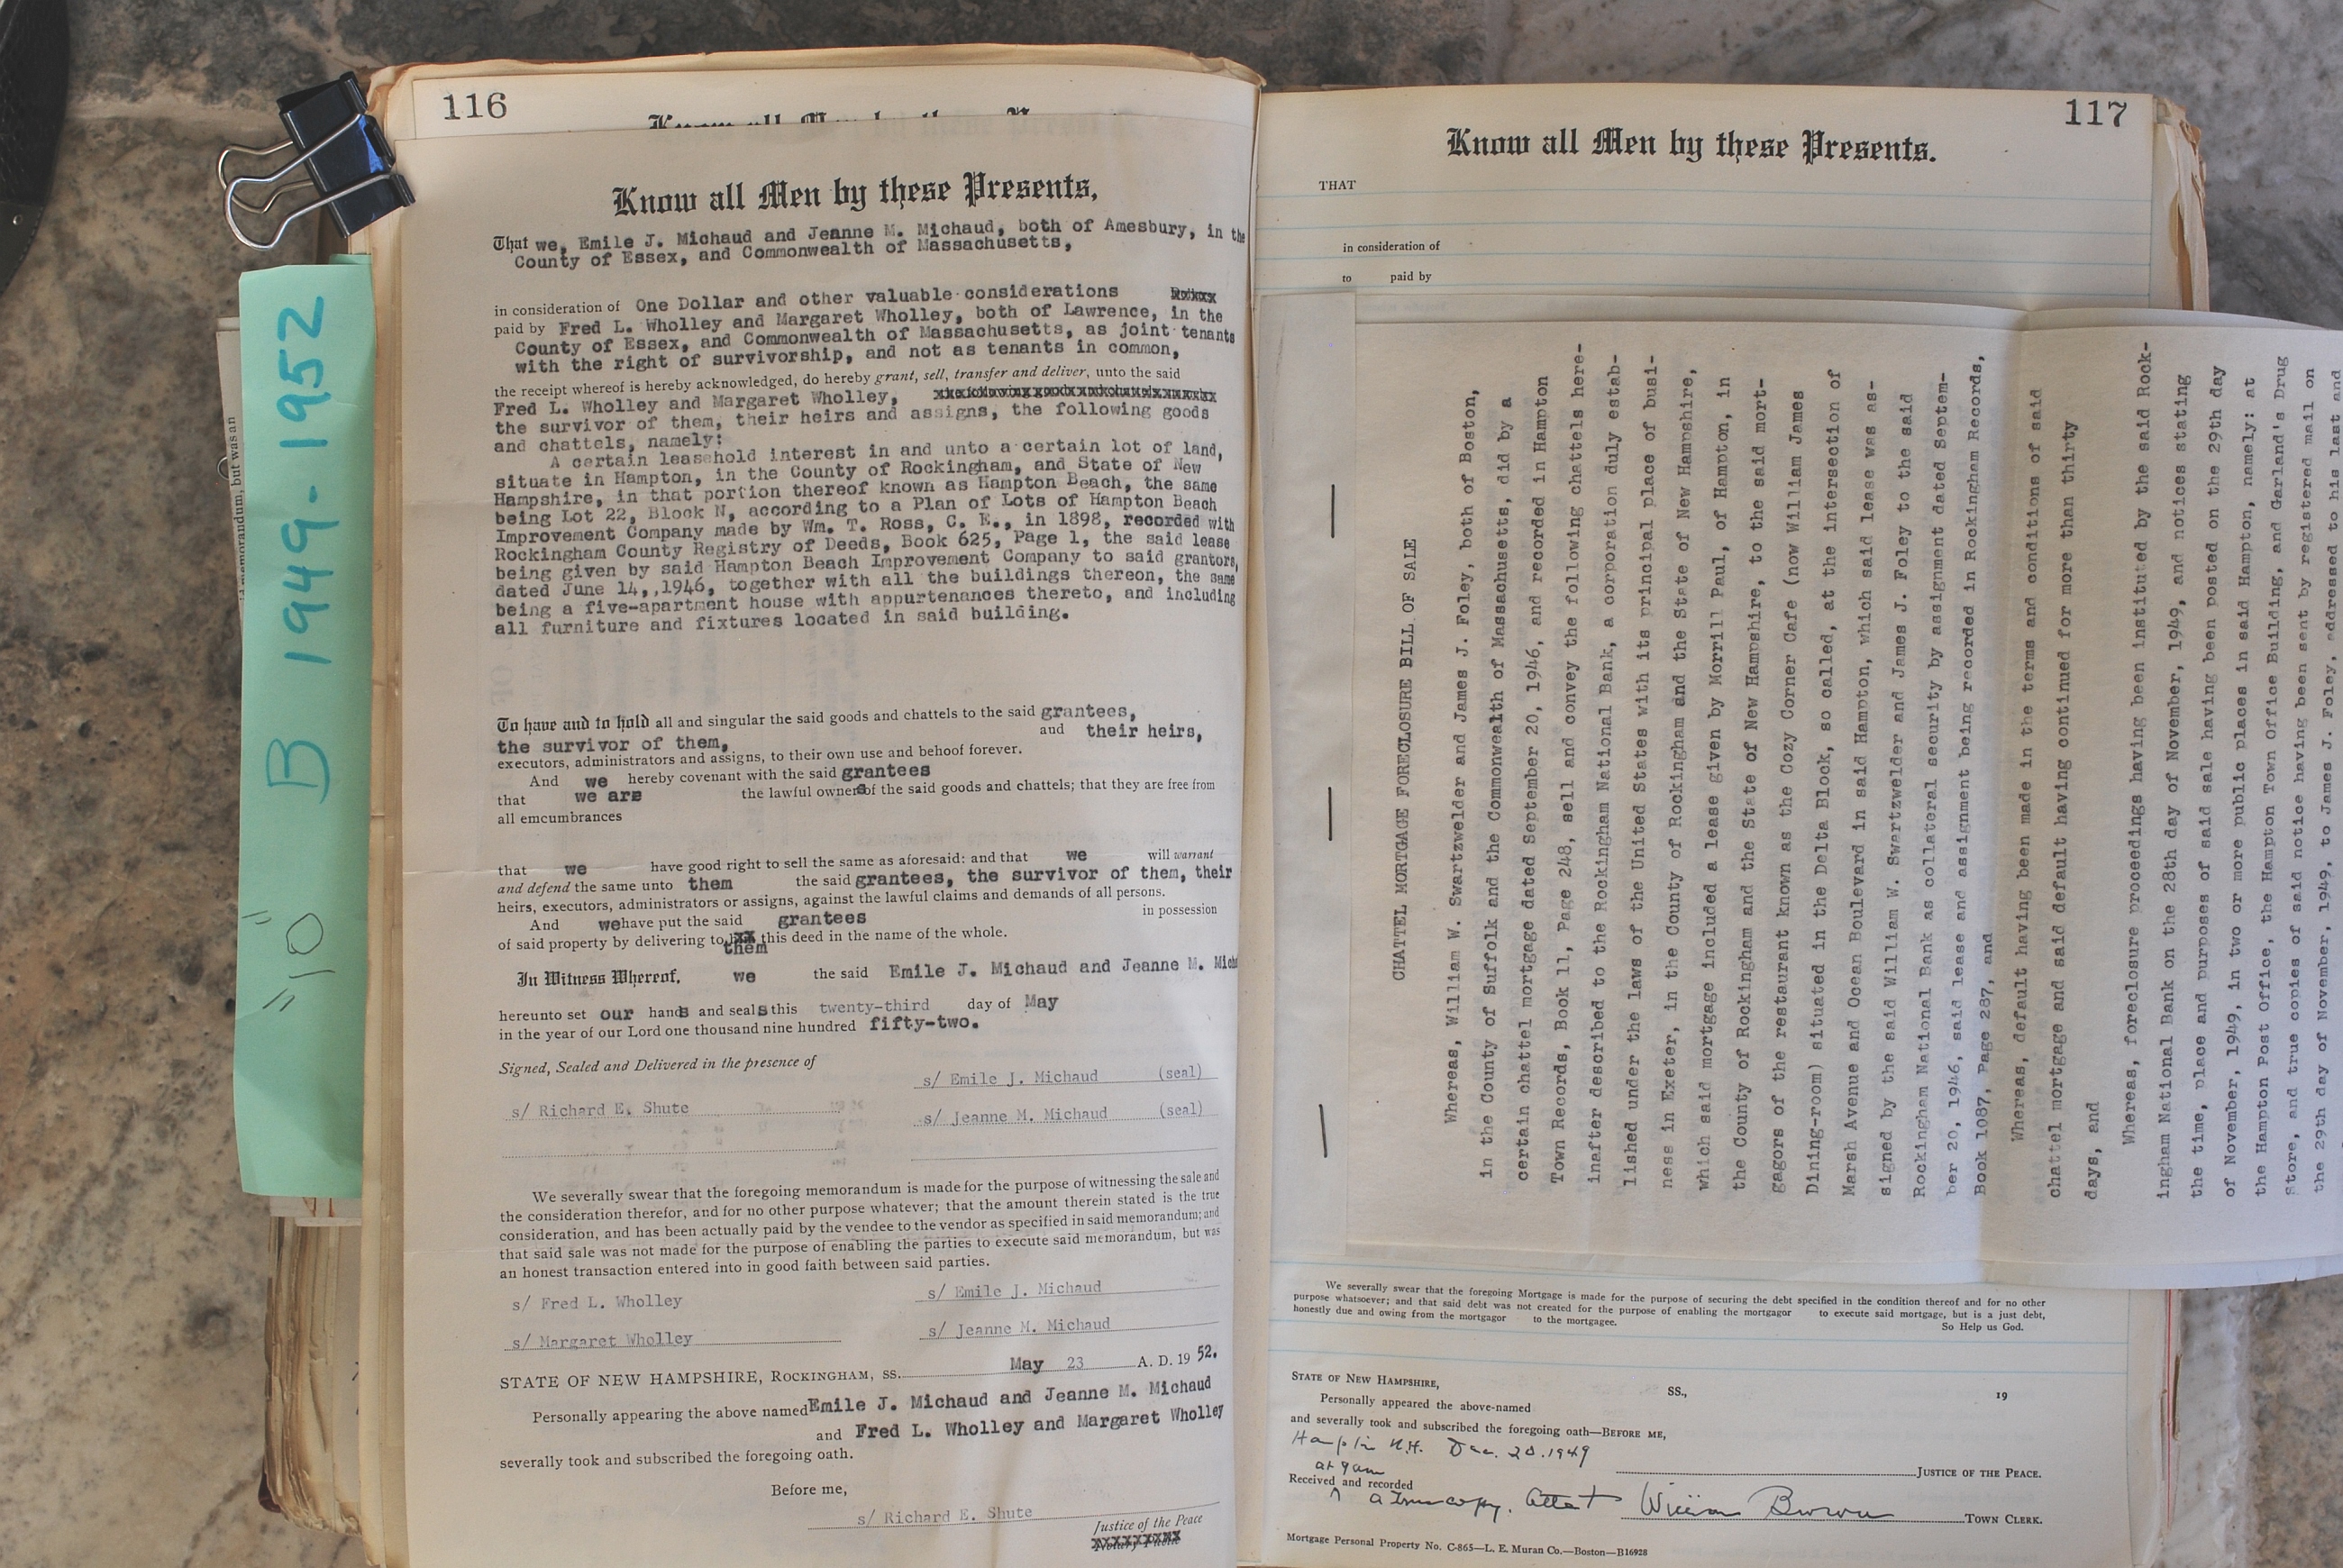 116
Know all Men by these Presents,
That we, Emile J. Michaud and Jeanne M. Michaud, both of Amesbury, in the
County of Essex, and Commonwealth of Massachusetts,
in consideration of One Dollar and other valuable considerations
paid by Fred L. Wholley and Margaret Wholley, both of Lawrence, in the
County of Essex, and Commonwealth of Massachusetts, as joint tenants
with the right of survivorship, and not as tenants in common,
the receipt whereof is hereby acknowledged, do hereby grant, sell, transfer and deliver, unto the said
Fred L. Wholley and Margaret Wholley,
the survivor of them, their heirs and assigns, the following goods
and chattels, namely:
A certain leasehold interest in and unto a certain lot of land,
situate in Hampton, in the County of Rockingham, and State of New
Hampshire, in that portion thereof known as Hampton Beach, the same
being Lot 22, Block N, according to a Plan of Lots of Hampton Beach
Improvement Company made by Wm. T. Ross, C. E., in 1898, recorded with
Rockingham County Registry of Deeds, Book 625, Page 1, the said lease
being given by said Hampton Beach Improvement Company to said grantors,
dated June 14,,1946, together with all the buildings thereon, the same
being a five-apartment house with appurtenances thereto, and including
all furniture and fixtures located in said building.
To have and to hold all and singular the said goods and chattels to the said grantees,
the survivor of them, and their heirs,
executors, administrators and assigns, to their own use and behoof forever.
And we hereby covenant with the said grantees
that we are the lawful owners of the said goods and chattels; that they are free from
all emcumbrances
that we have good right to sell the same as aforesaid: and that we will warrant
and defend the same unto them the said grantees, the survivor of them, their
heirs, executors, administrators or assigns, against the lawful claims and demands of all persons.
And we have put the said grantees in possession
of said property by delivering to this deed in the name of the whole.
them
In Witness Whereof, we the said Emile J. Michaud and Jeanne M. Mich
hereunto set our hands and seals this twenty-third day of May
in the year of our Lord one thousand nine hundred fifty-two.
Signed, Sealed and Delivered in the presence of
s/ Emile J. Michaud (seal)
s/ Richard E. Shute
s/ Jeanne M. Michaud (seal)
We severally swear that the foregoing memorandum is made for the purpose of witnessing the sale and
the consideration therefor, and for no other purpose whatever; that the amount therein stated is the true
consideration, and has been actually paid by the vendee to the vendor as specified in said memorandum; and
that said sale was not made for the purpose of enabling the parties to execute said memorandum, but was
an honest transaction entered into in good faith between said parties.
s/ Fred L. Wholley s/ Emile J. Michaud
s/ Margaret Wholley s/ Jeanne M. Michaud
STATE OF NEW HAMPSHIRE, ROCKINGHAM, SS. May 23 A. D. 19 52.
Personally appearing the above named Emile J. Michaud and Jeanne M. Michaud
and Fred L. Wholley and Margaret Wholley
severally took and subscribed the foregoing oath.
Before me,
s/ Richard E. Shute
Justice of the Peace
B 1949-1952
"10"
memorandum, but was an
117
Know all Men by these Presents.
THAT
in consideration of
to paid by
CHATTEL MORTGAGE FORECLOSURE BILL OF SALE
Whereas, William W. Swartzwelder and James J. Foley, both of Boston,
in the County of Suffolk and the Commonwealth of Massachusetts, did by a
certain chattel mortgage dated September 20, 1946, and recorded in Hampton
Town Records, Book 11, Page 248, sell and convey the following chattels here-
inafter described to the Rockingham National Bank, a corporation duly estab-
lished under the laws of the United States with its principal place of busi-
ness in Exeter, in the County of Rockingham and the State of New Hampshire,
which said mortgage included a lease given by Morrill Paul, of Hampton, in
the County of Rockingham and the State of New Hampshire, to the said mort-
gagors of the restaurant known as the Cozy Corner Cafe (now William James
Dining-room) situated in the Delta Block, so called, at the intersection of
Marsh Avenue and Ocean Boulevard in said Hampton, which said lease was as-
signed by the said William W. Swartzwelder and James J. Foley to the said
Rockingham National Bank as collateral security by assignment dated Septem-
ber 20, 1946, said lease and assignment being recorded in Rockingham Records,
Book 1087, Page 287, and
Whereas, default having been made in the terms and conditions of said
chattel mortgage and said default having continued for more than thirty
days, and
Whereas, foreclosure proceedings having been instituted by the said Rock-
ingham National Bank on the 28th day of November, 1949, and notices stating
the time, place and purposes of said sale having been posted on the 29th day
of November, 1949, in two or more public places in said Hampton, namely: at
the Hampton Post Office, the Hampton Town Office Building, and Garland's Drug
Store, and true copies of said notice having been sent by registered mail on
the 29th day of November, 1949, to James J. Foley, addressed to his last and
We severally swear that the foregoing Mortgage is made for the purpose of securing the debt specified in the condition thereof and for no other
purpose whatsoever; and that said debt was not created for the purpose of enabling the mortgagor to execute said mortgage, but is a just debt,
honestly due and owing from the mortgagor to the mortgagee.
So Help us God.
STATE OF NEW HAMPSHIRE, SS., 19
Personally appeared the above-named
and severally took and subscribed the foregoing oath—BEFORE ME,
Hampton N.H. Dec. 20. 1949
JUSTICE OF THE PEACE.
at 9 am
Received and recorded
a true copy. Attest William Brown TOWN CLERK.
Mortgage Personal Property No. C-865—L. E. Muran Co.—Boston—B16928